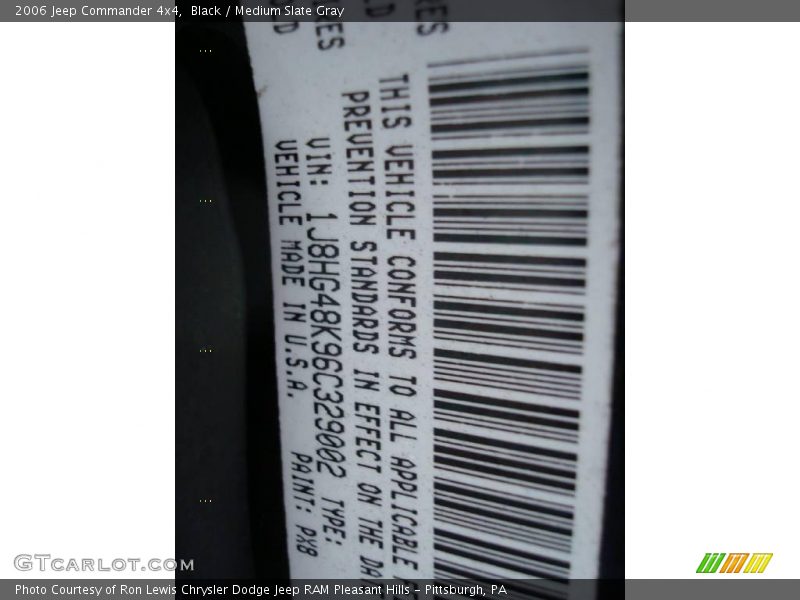 2006 Jeep Commander 4x4, Black / Medium Slate Gray
THIS VEHICLE CONFORMS TO ALL APPLICABLE
PREVENTION STANDARDS IN EFFECT ON THE DA
VIN: 1J8HG48K96C329002 TYPE:
VEHICLE MADE IN U.S.A. PAINT: PX8
GTCARLOT.COM
Photo Courtesy of Ron Lewis Chrysler Dodge Jeep RAM Pleasant Hills - Pittsburgh, PA